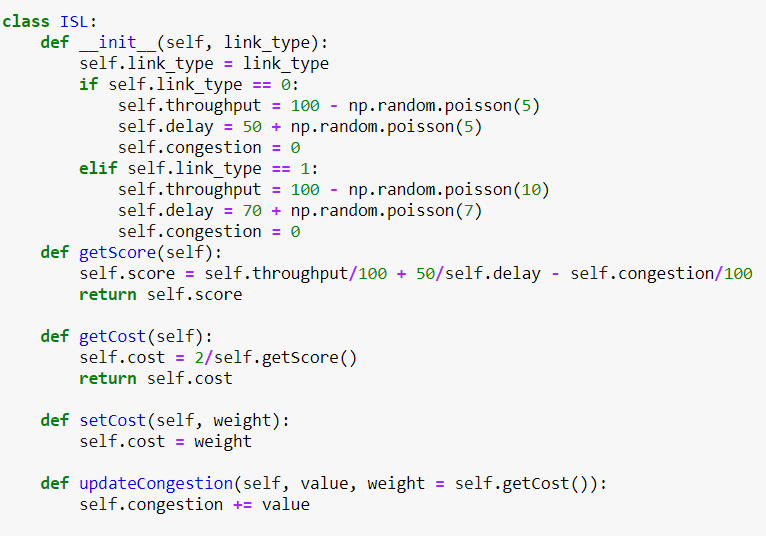 class ISL:
    def __init__(self, link_type):
        self.link_type = link_type
        if self.link_type == 0:
            self.throughput = 100 - np.random.poisson(5)
            self.delay = 50 + np.random.poisson(5)
            self.congestion = 0
        elif self.link_type == 1:
            self.throughput = 100 - np.random.poisson(10)
            self.delay = 70 + np.random.poisson(7)
            self.congestion = 0
    def getScore(self):
        self.score = self.throughput/100 + 50/self.delay - self.congestion/100
        return self.score
    def getCost(self):
        self.cost = 2/self.getScore()
        return self.cost
    def setCost(self, weight):
        self.cost = weight
    def updateCongestion(self, value, weight = self.getCost()):
        self.congestion += value